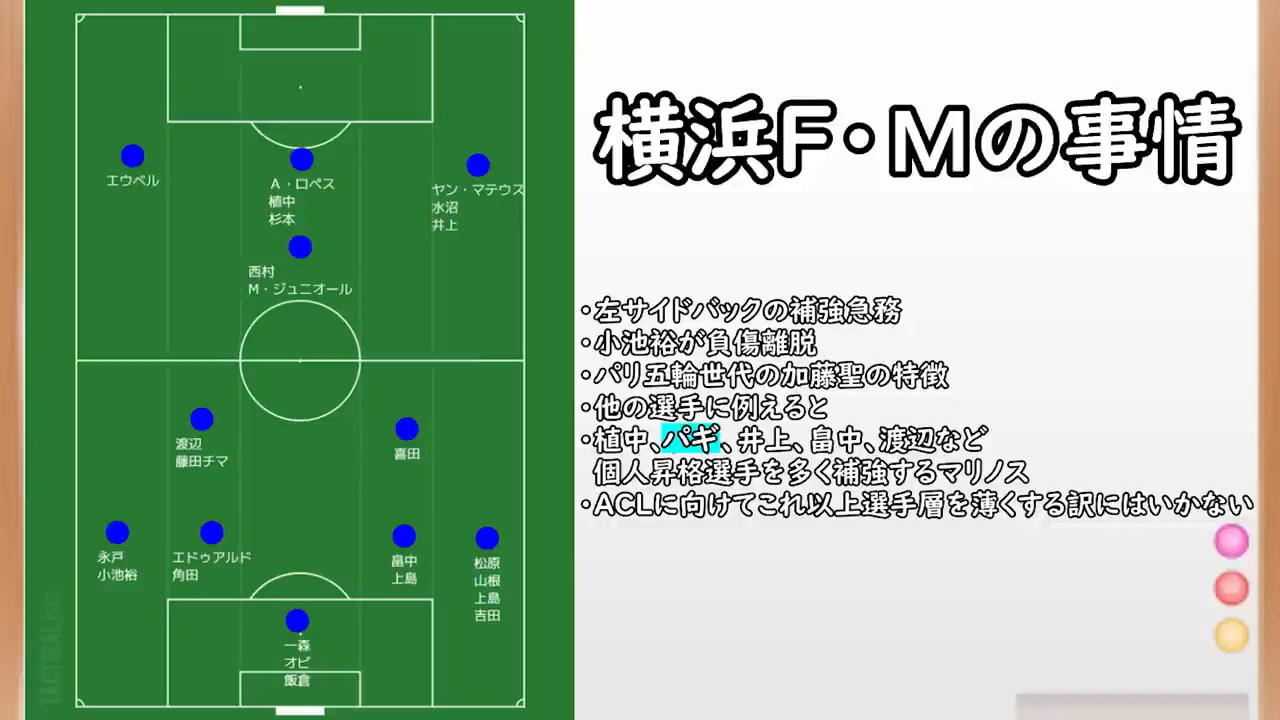 横浜F・Mの事情
エウベル
A・ロペス
植中
杉本
ヤン・マテウス
水沼
井上
西村
M・ジュニオール
渡辺
藤田チマ
喜田
永戸
小池裕
エドゥアルド
角田
畠中
上島
松原
山根
上島
吉田
一森
オビ
飯倉
・左サイドバックの補強急務
・小池裕が負傷離脱
・パリ五輪世代の加藤聖の特徴
・他の選手に例えると
・植中、パギ、井上、畠中、渡辺など
個人昇格選手を多く補強するマリノス
・ACLに向けてこれ以上選手層を薄くする訳にはいかない